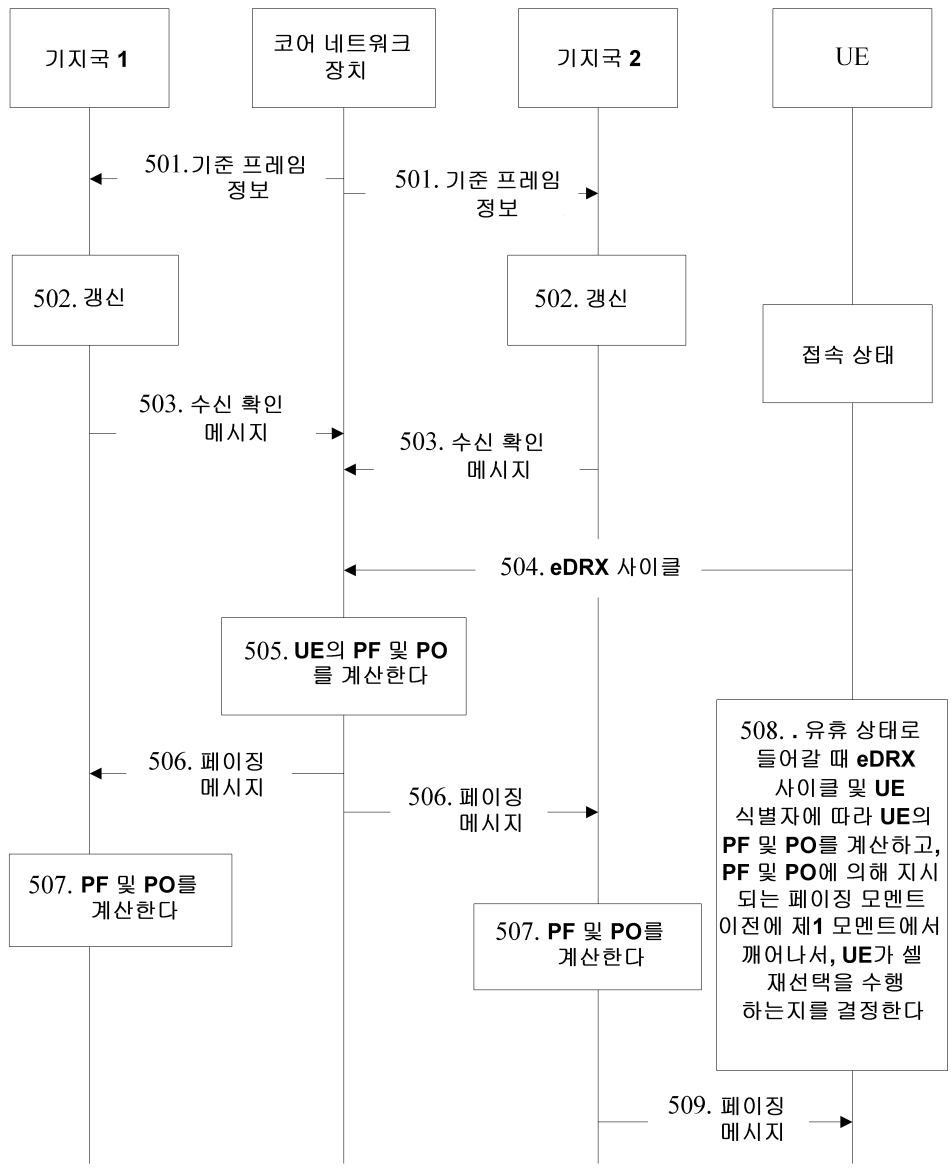 기지국 1
코어 네트워크
장치
기지국 2
UE
501. 기준 프레임
정보
501. 기준 프레임
정보
502. 갱신
502. 갱신
접속 상태
503. 수신 확인
메시지
503. 수신 확인
메시지
504. eDRX 사이클
505. UE의 PF 및 PO
를 계산한다
506. 페이징
메시지
506. 페이징
메시지
507. PF 및 PO를
계산한다
507. PF 및 PO를
계산한다
508. . 유휴 상태로
들어갈 때 eDRX
사이클 및 UE
식별자에 따라 UE의
PF 및 PO를 계산하고,
PF 및 PO에 의해 지시
되는 페이징 모멘트
이전에 제1 모멘트에서
깨어나서, UE가 셀
재선택을 수행
하는지를 결정한다
509. 페이징
메시지